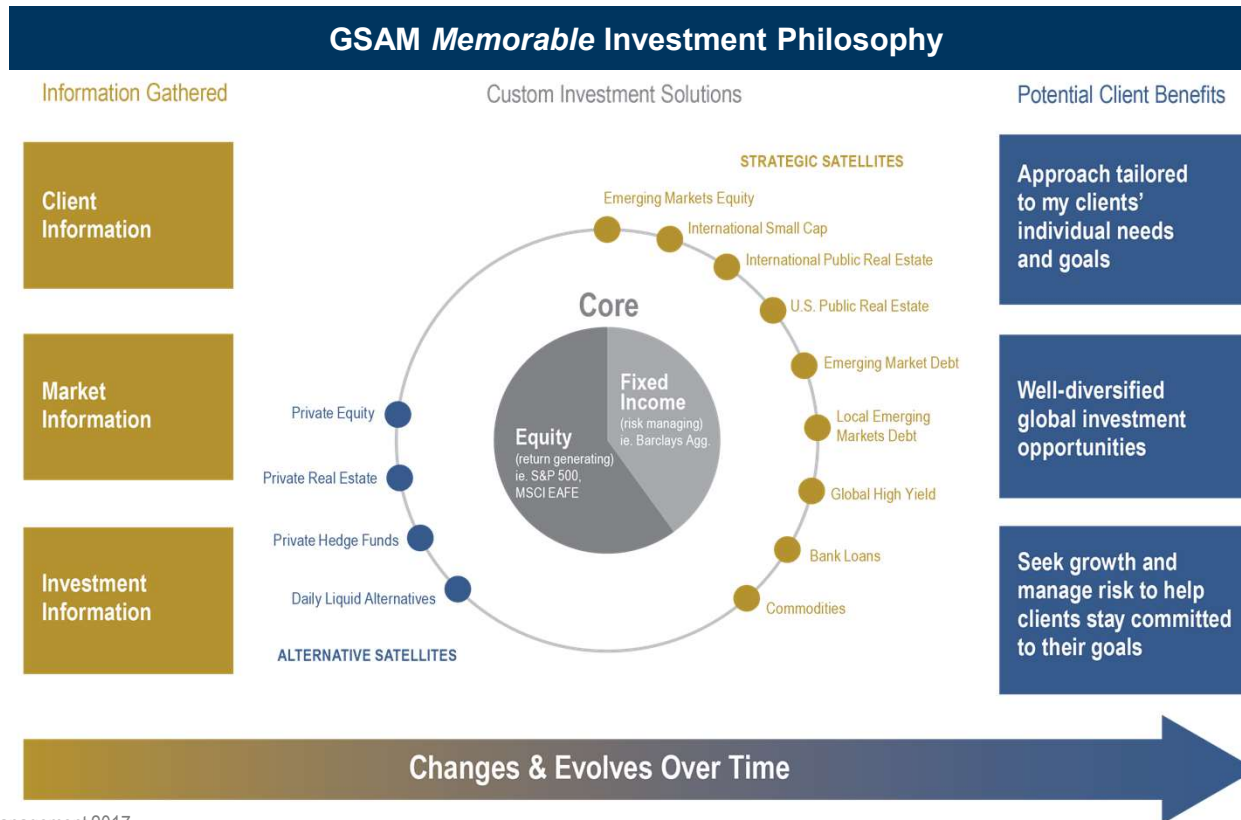 GSAM Memorable Investment Philosophy
Information Gathered
Custom Investment Solutions
Potential Client Benefits
Client
Information
Market
Information
Investment
Information
STRATEGIC SATELLITES
Emerging Markets Equity
International Small Cap
International Public Real Estate
U.S. Public Real Estate
Emerging Market Debt
Local Emerging
Markets Debt
Global High Yield
Bank Loans
Commodities
Core
Fixed
Income
(risk managing)
ie. Barclays Agg.
Equity
(return generating)
ie. S&P 500,
MSCI EAFE
Private Equity
Private Real Estate
Private Hedge Funds
Daily Liquid Alternatives
ALTERNATIVE SATELLITES
Approach tailored
to my clients'
individual needs
and goals
Well-diversified
global investment
opportunities
Seek growth and
manage risk to help
clients stay committed
to their goals
Changes & Evolves Over Time
2017